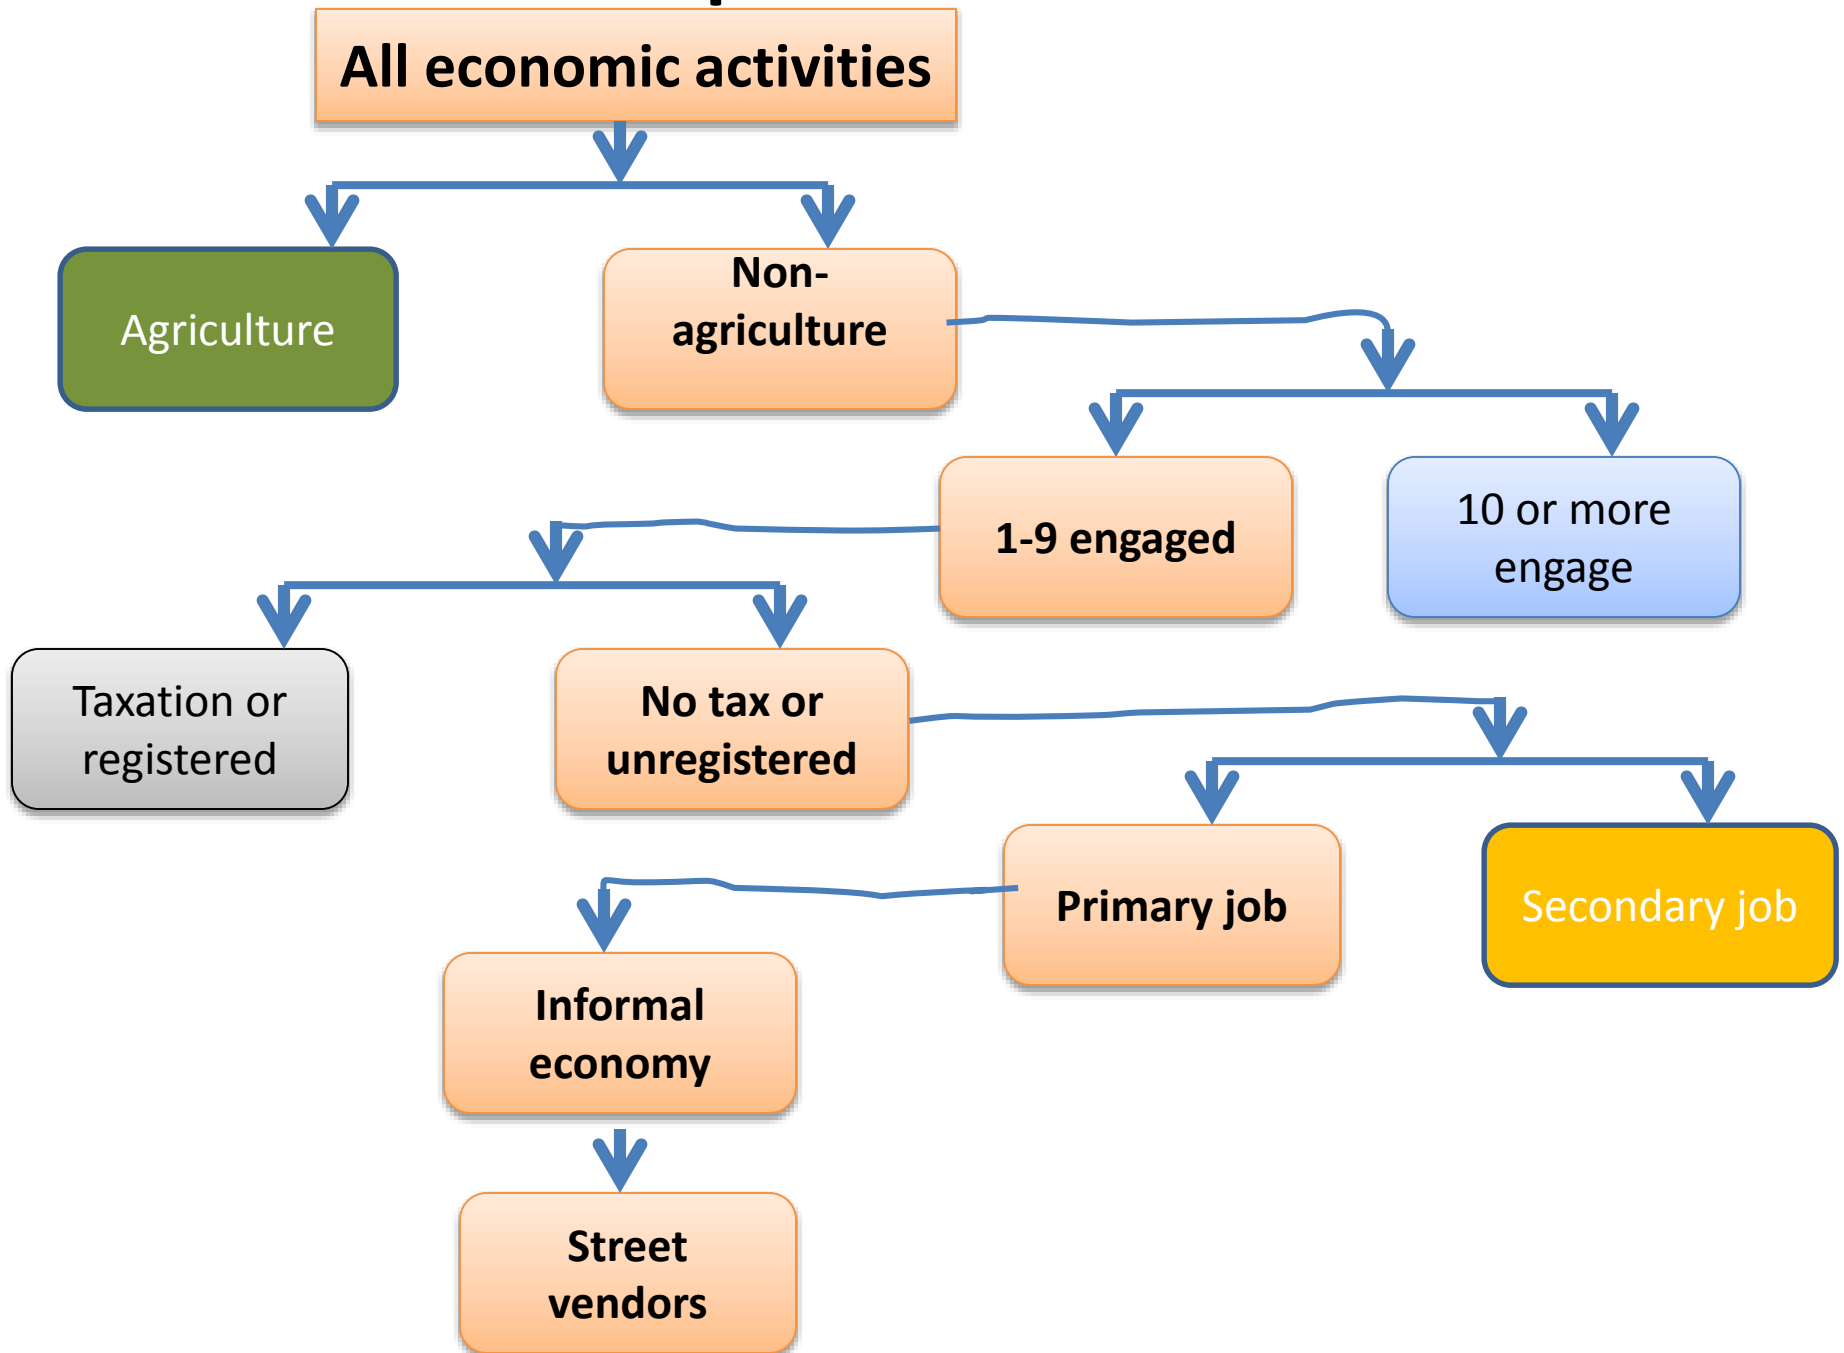 All economic activities
Agriculture
Non-
agriculture
1-9 engaged
10 or more
engage
Taxation or
registered
No tax or
unregistered
Primary job
Secondary job
Informal
economy
Street
vendors